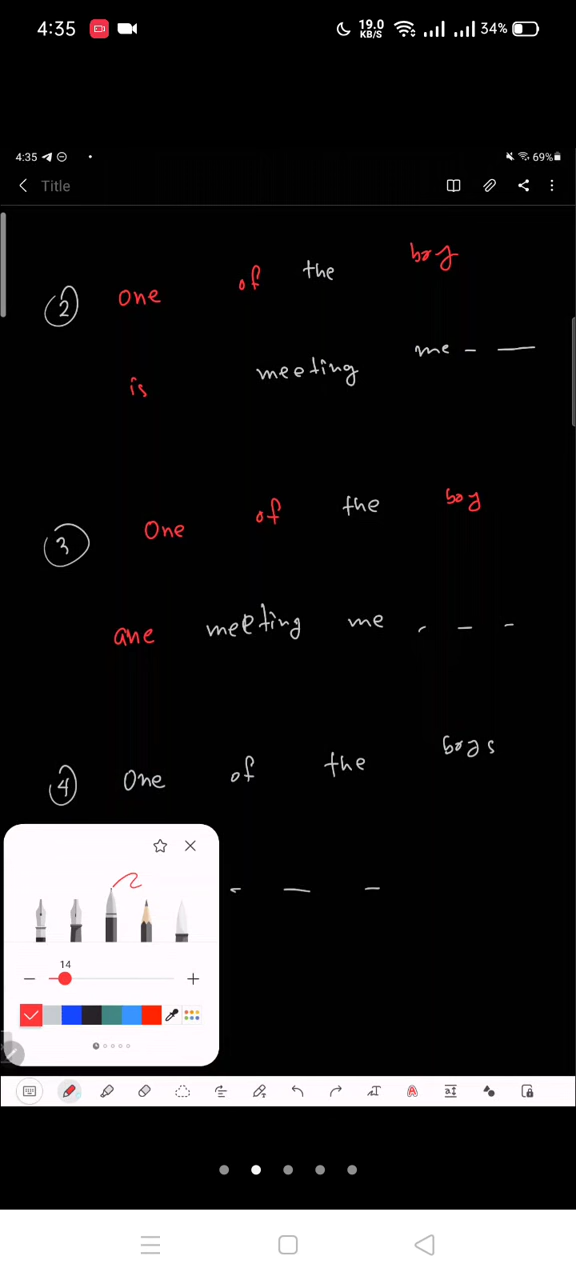 4:35 19.0 KB/S 34%
4:35 69%
Title
2 one of the boy
is meeting me - —
3 One of the boy
are meeting me - - -
4 One of the boys
- — -
14